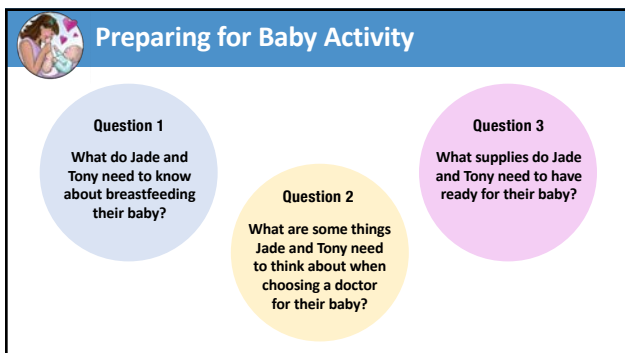 Preparing for Baby Activity
Question 1
What do Jade and
Tony need to know
about breastfeeding
their baby?
Question 2
What are some things
Jade and Tony need
to think about when
choosing a doctor
for their baby?
Question 3
What supplies do Jade
and Tony need to have
ready for their baby?